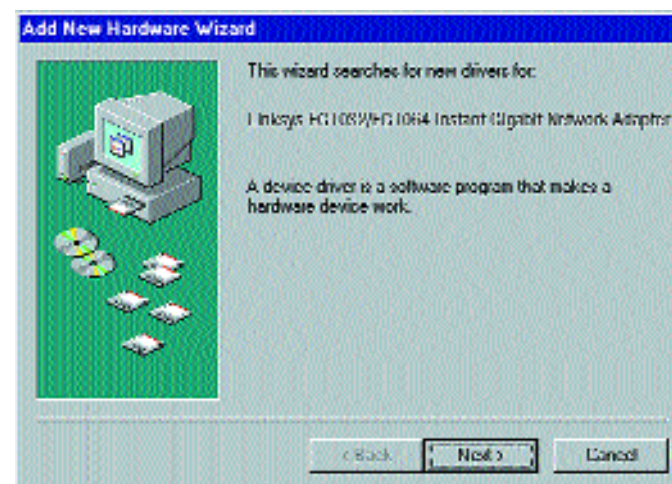 Add New Hardware Wizard
This wizard searches for new drivers for:
Linksys EG1032/EG1064 Instant Gigabit Network Adapter
A device driver is a software program that makes a
hardware device work.
< Back
Next >
Cancel